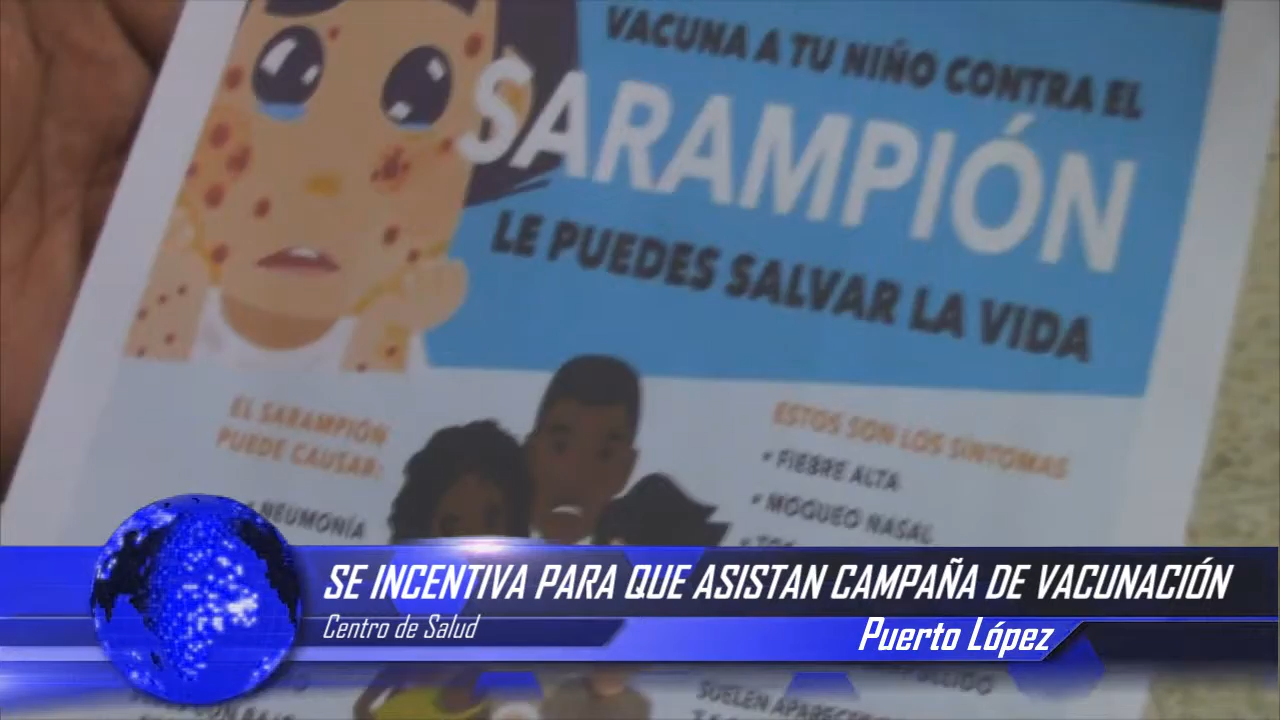 VACUNA A TU NIÑO CONTRA EL
SARAMPIÓN
LE PUEDES SALVAR LA VIDA
EL SARAMPIÓN
PUEDE CAUSAR:
NEUMONÍA
ESTOS SON LOS SÍNTOMAS
FIEBRE ALTA
MOQUEO NASAL
SE INCENTIVA PARA QUE ASISTAN CAMPAÑA DE VACUNACIÓN
Centro de Salud
Puerto López
CON BAJO
SUELEN